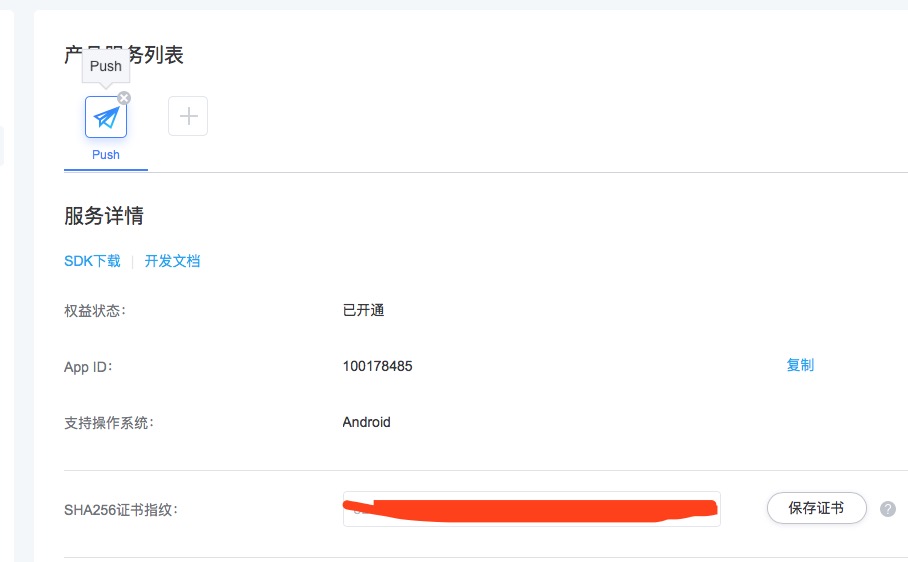 产品服务列表
Push
Push
服务详情
SDK下载 | 开发文档
权益状态：	已开通
App ID：	100178485	复制
支持操作系统：	Android
SHA256证书指纹：	保存证书 ?